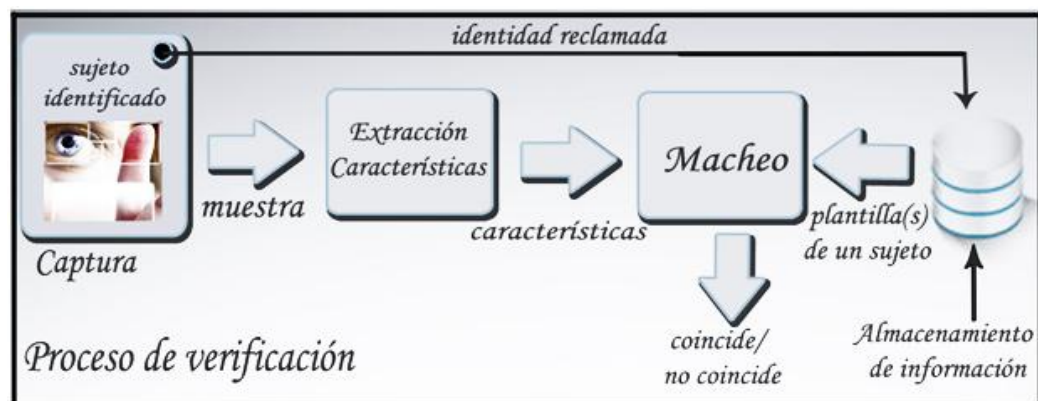 identidad reclamada
sujeto
identificado
Extracción
Características
Macheo
muestra
características
plantilla(s)
de un sujeto
Captura
Proceso de verificación
coincide/
no coincide
Almacenamiento
de información